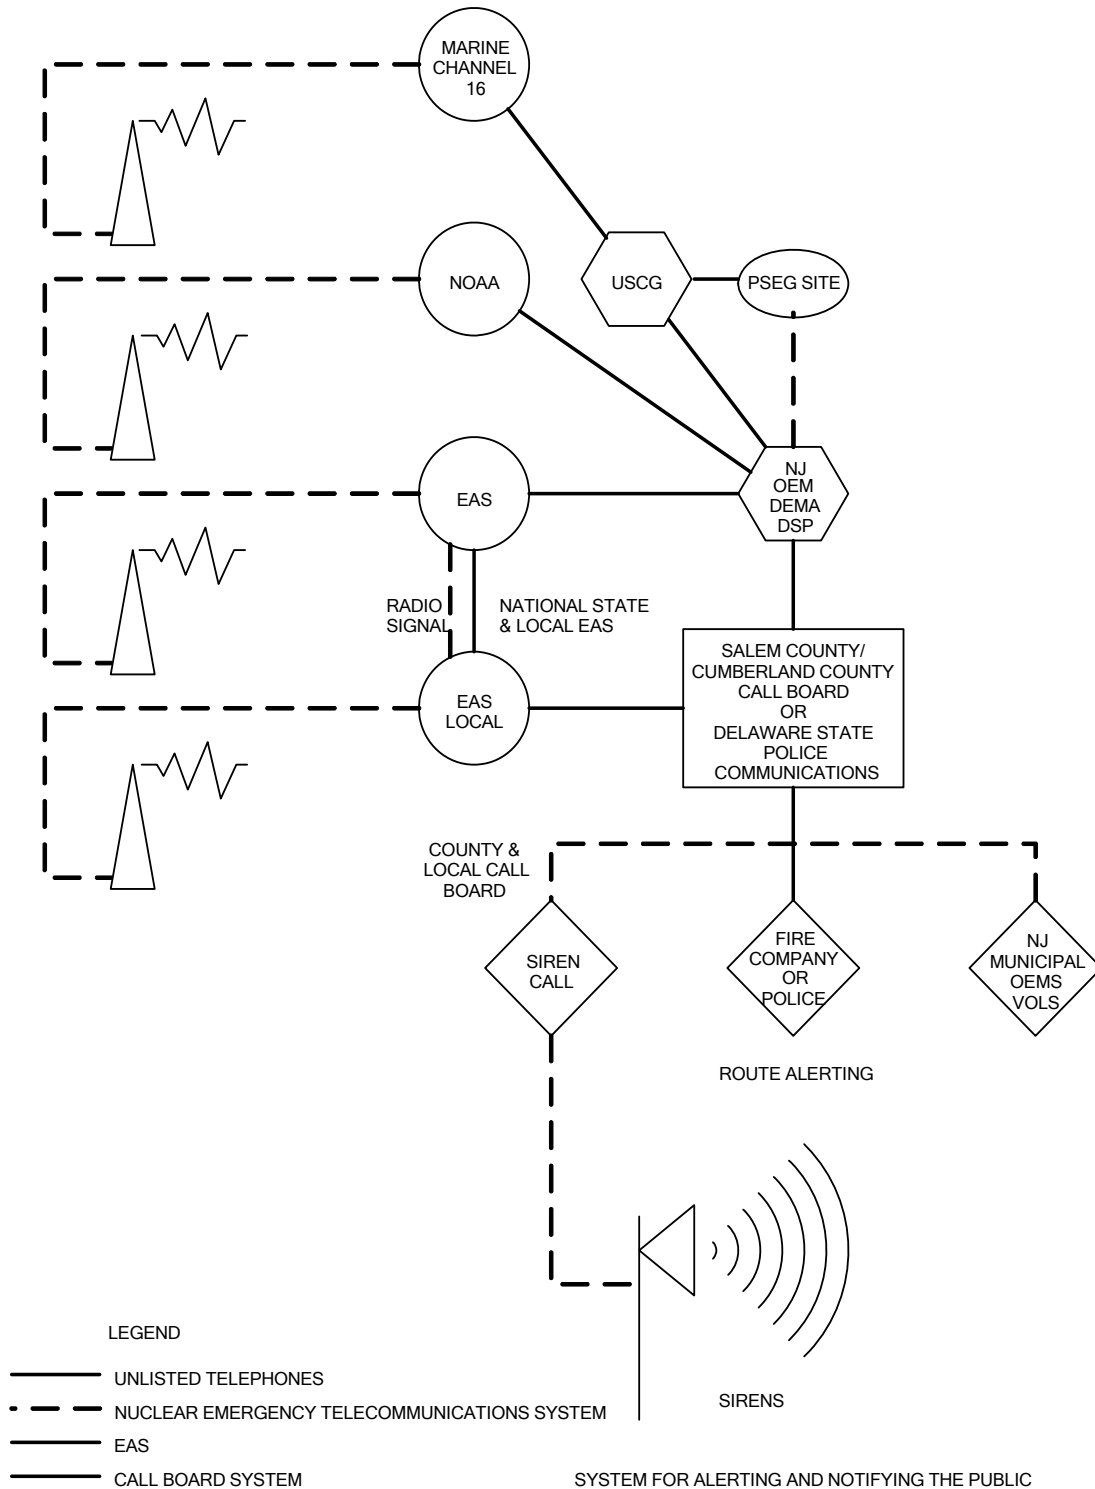 MARINE
CHANNEL
16
NOAA
USCG
PSEG SITE
NJ
OEM
DEMA
DSP
EAS
RADIO
SIGNAL
NATIONAL STATE
& LOCAL EAS
EAS
LOCAL
SALEM COUNTY/
CUMBERLAND COUNTY
CALL BOARD
OR
DELAWARE STATE
POLICE
COMMUNICATIONS
COUNTY &
LOCAL CALL
BOARD
SIREN
CALL
FIRE
COMPANY
OR
POLICE
NJ
MUNICIPAL
OEMS
VOLS
ROUTE ALERTING
SIRENS
LEGEND
UNLISTED TELEPHONES
NUCLEAR EMERGENCY TELECOMMUNICATIONS SYSTEM
EAS
CALL BOARD SYSTEM
SYSTEM FOR ALERTING AND NOTIFYING THE PUBLIC